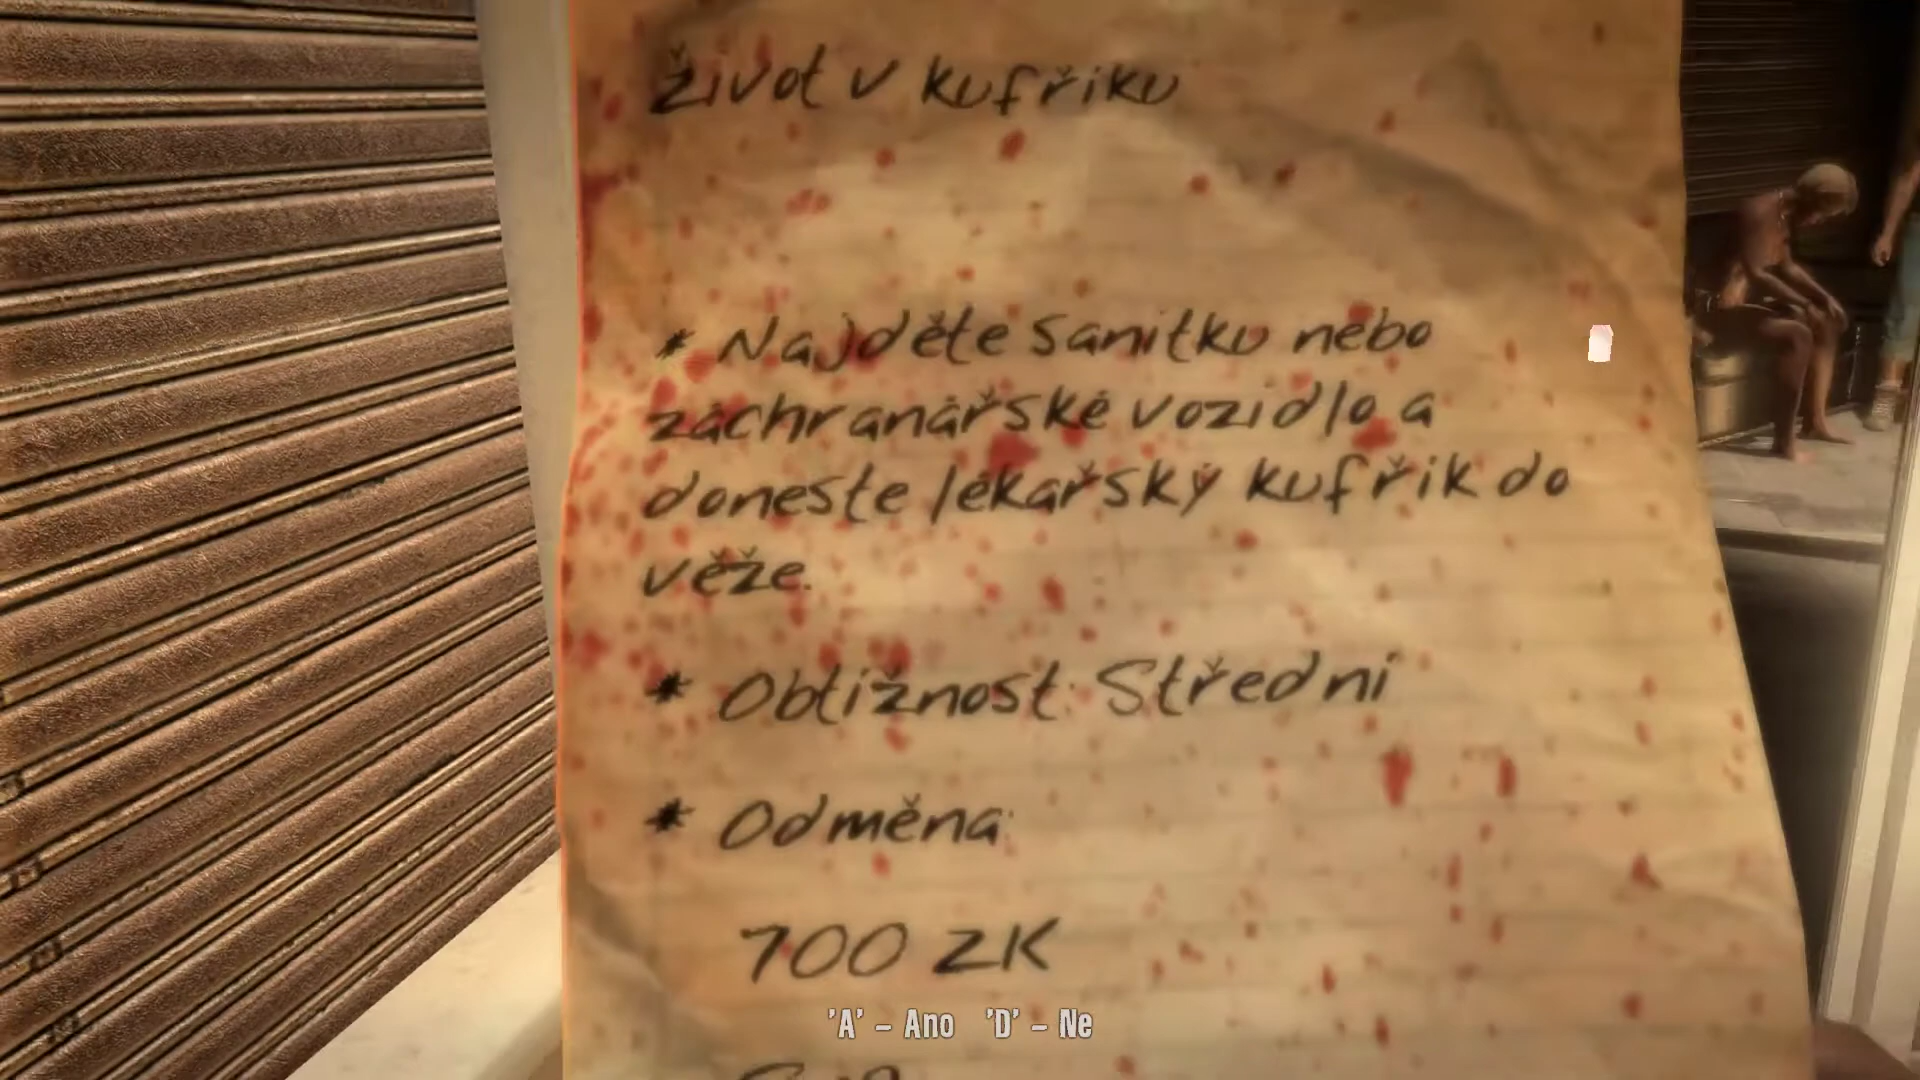 Život v kufříku
* Najděte sanitku nebo
záchranářské vozidlo a
doneste lékařský kufřík do
věže.
* Obtížnost: Střední
* Odměna:
700 ZK
'A' – Ano 'D' – Ne